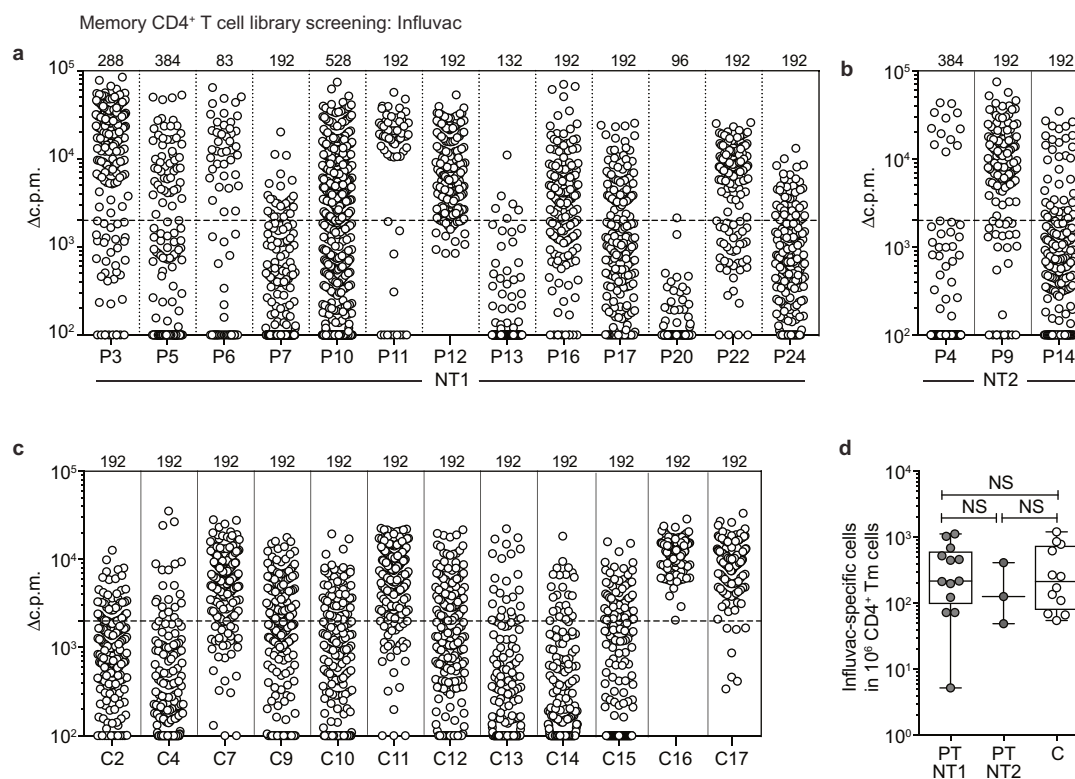 Memory CD4⁺ T cell library screening: Influvac
a
288 384 83 192 528 192 192 132 192 192 96 192 192
10⁵
10⁴
10³
10²
Δc.p.m.
P3 P5 P6 P7 P10 P11 P12 P13 P16 P17 P20 P22 P24
NT1
b
384 192 192
10⁵
10⁴
10³
10²
Δc.p.m.
P4 P9 P14
NT2
c
192 192 192 192 192 192 192 192 192 192 192 192
10⁵
10⁴
10³
10²
Δc.p.m.
C2 C4 C7 C9 C10 C11 C12 C13 C14 C15 C16 C17
d
10⁴
10³
10²
10¹
10⁰
Influvac-specific cells
in 10⁶ CD4⁺ Tm cells
NS
NS NS
PT PT C
NT1 NT2